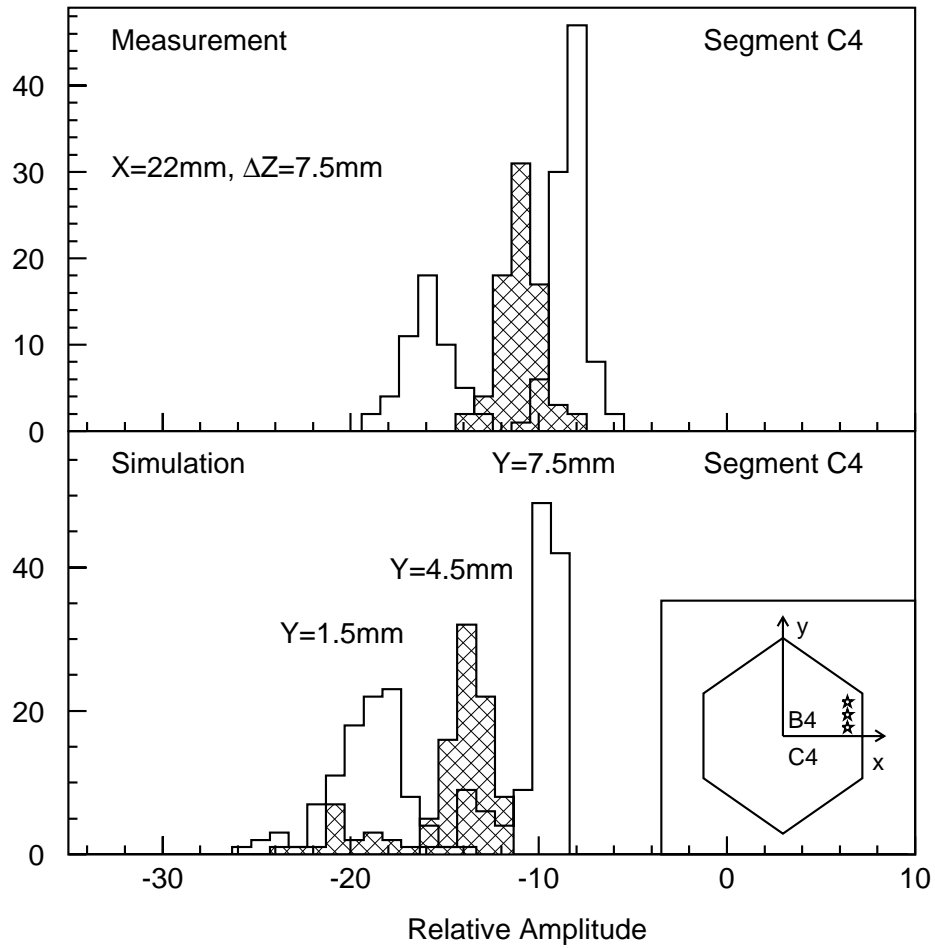 Measurement
Segment C4
X=22mm, ΔZ=7.5mm
40
30
20
10
0
Simulation
Y=7.5mm
Segment C4
Y=4.5mm
Y=1.5mm
40
20
0
y
B4
C4
x
-30 -20 -10 0 10
Relative Amplitude